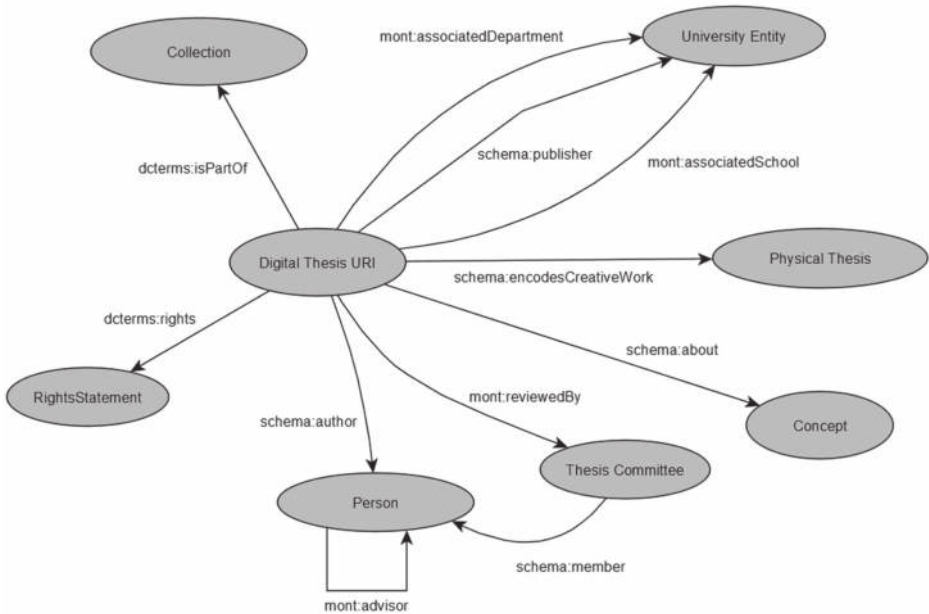 mont:associatedDepartment
University Entity
Collection
schema:publisher
mont:associatedSchool
dcterms:isPartOf
Digital Thesis URI
Physical Thesis
schema:encodesCreativeWork
dcterms:rights
schema:about
RightsStatement
mont:reviewedBy
schema:author
Concept
Thesis Committee
Person
schema:member
mont:advisor